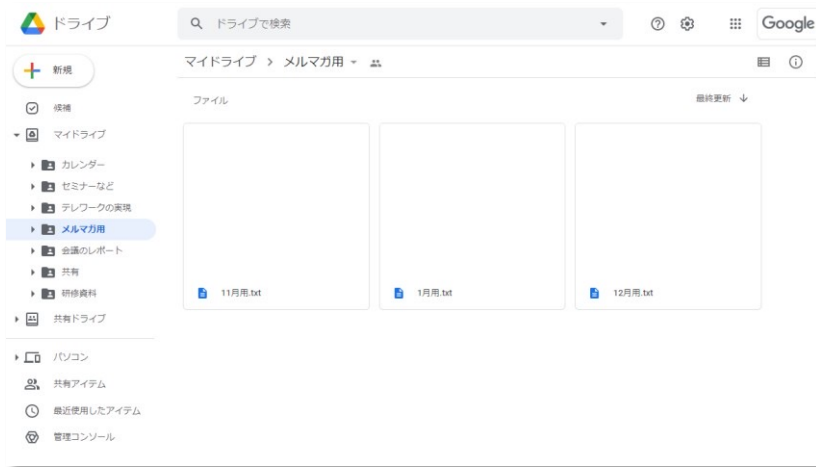 ドライブ
ドライブで検索
Google
新規
マイドライブ > メルマガ用
候補
ファイル
最終更新
マイドライブ
カレンダー
セミナーなど
テレワークの実現
メルマガ用
会議のレポート
共有
研修資料
11月用.txt
1月用.txt
12月用.txt
共有ドライブ
パソコン
共有アイテム
最近使用したアイテム
管理コンソール